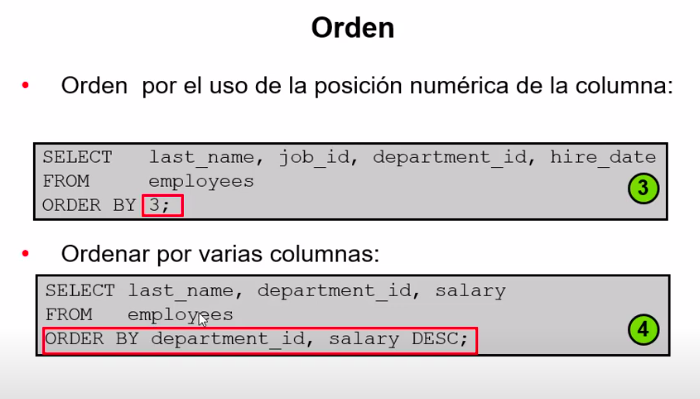 Orden
• Orden por el uso de la posición numérica de la columna:
SELECT last_name, job_id, department_id, hire_date
FROM employees
ORDER BY 3;
3
• Ordenar por varias columnas:
SELECT last_name, department_id, salary
FROM employees
ORDER BY department_id, salary DESC;
4